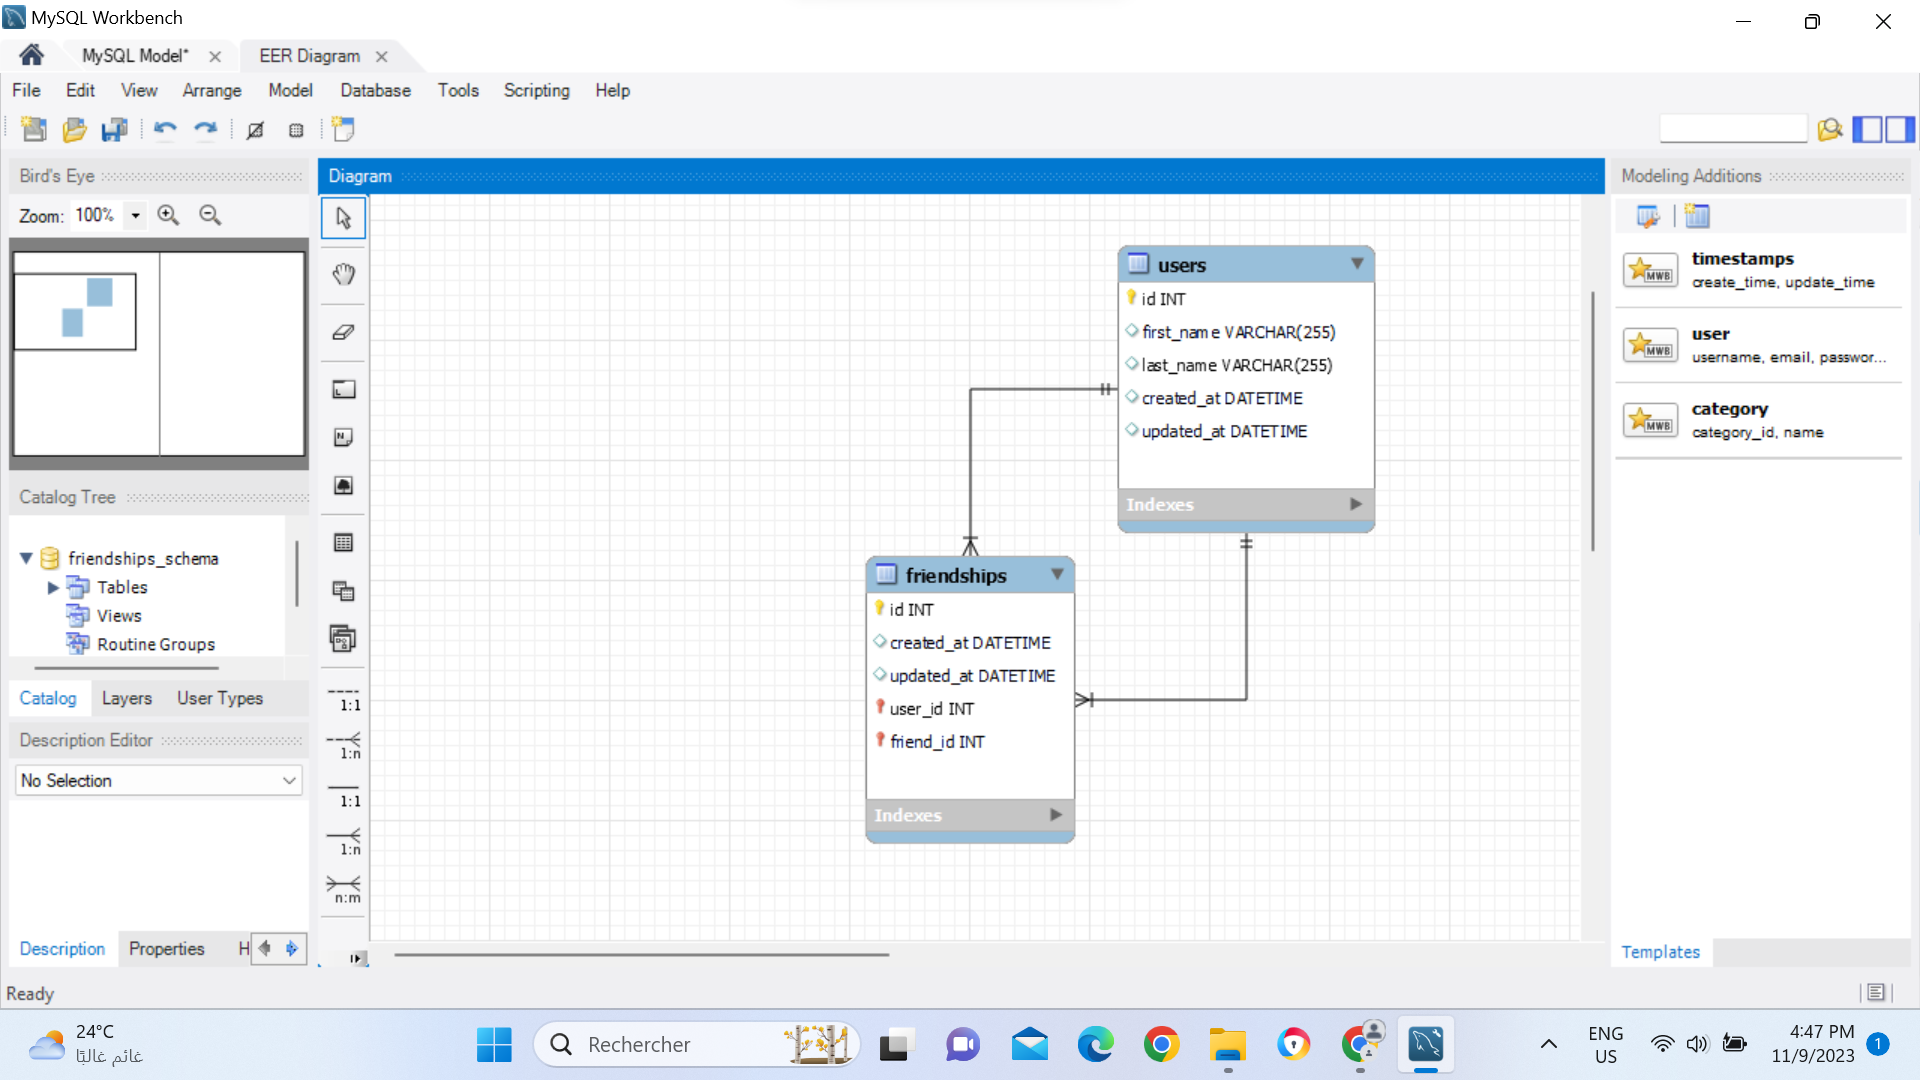 MySQL Workbench
MySQL Model*
EER Diagram
File Edit View Arrange Model Database Tools Scripting Help
Bird's Eye
Zoom: 100%
Catalog Tree
friendships_schema
Tables
Views
Routine Groups
Catalog Layers User Types
Description Editor
No Selection
Description Properties H
Ready
Diagram
1:1
1:n
1:1
1:n
n:m
users
id INT
first_name VARCHAR(255)
last_name VARCHAR(255)
created_at DATETIME
updated_at DATETIME
Indexes
friendships
id INT
created_at DATETIME
updated_at DATETIME
user_id INT
friend_id INT
Indexes
Modeling Additions
MWB
timestamps
create_time, update_time
MWB
user
username, email, passwor...
MWB
category
category_id, name
Templates
24°C
غائم غالبًا
Rechercher
ENG
US
4:47 PM
11/9/2023
1